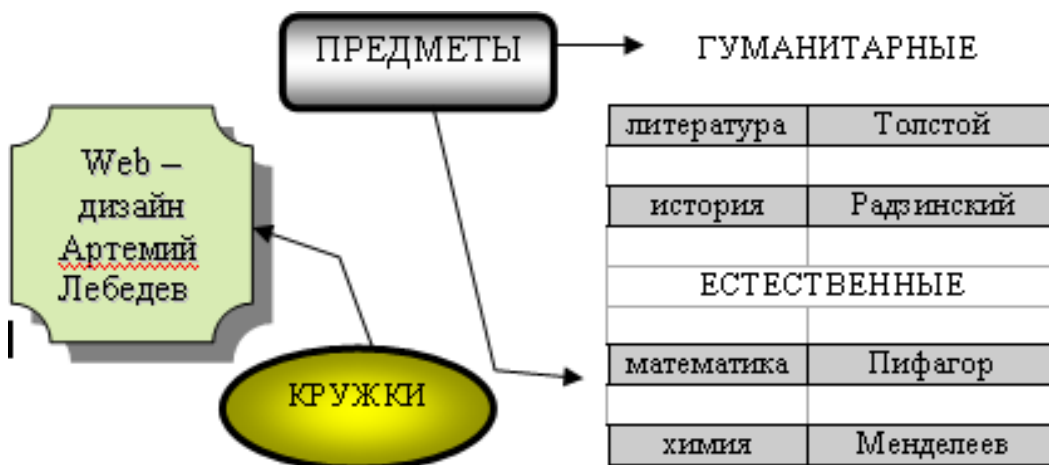 ПРЕДМЕТЫ
ГУМАНИТАРНЫЕ
литература Толстой
история Радзинский
ЕСТЕСТВЕННЫЕ
математика Пифагор
химия Менделеев
Web –
дизайн
Артемий
Лебедев
КРУЖКИ